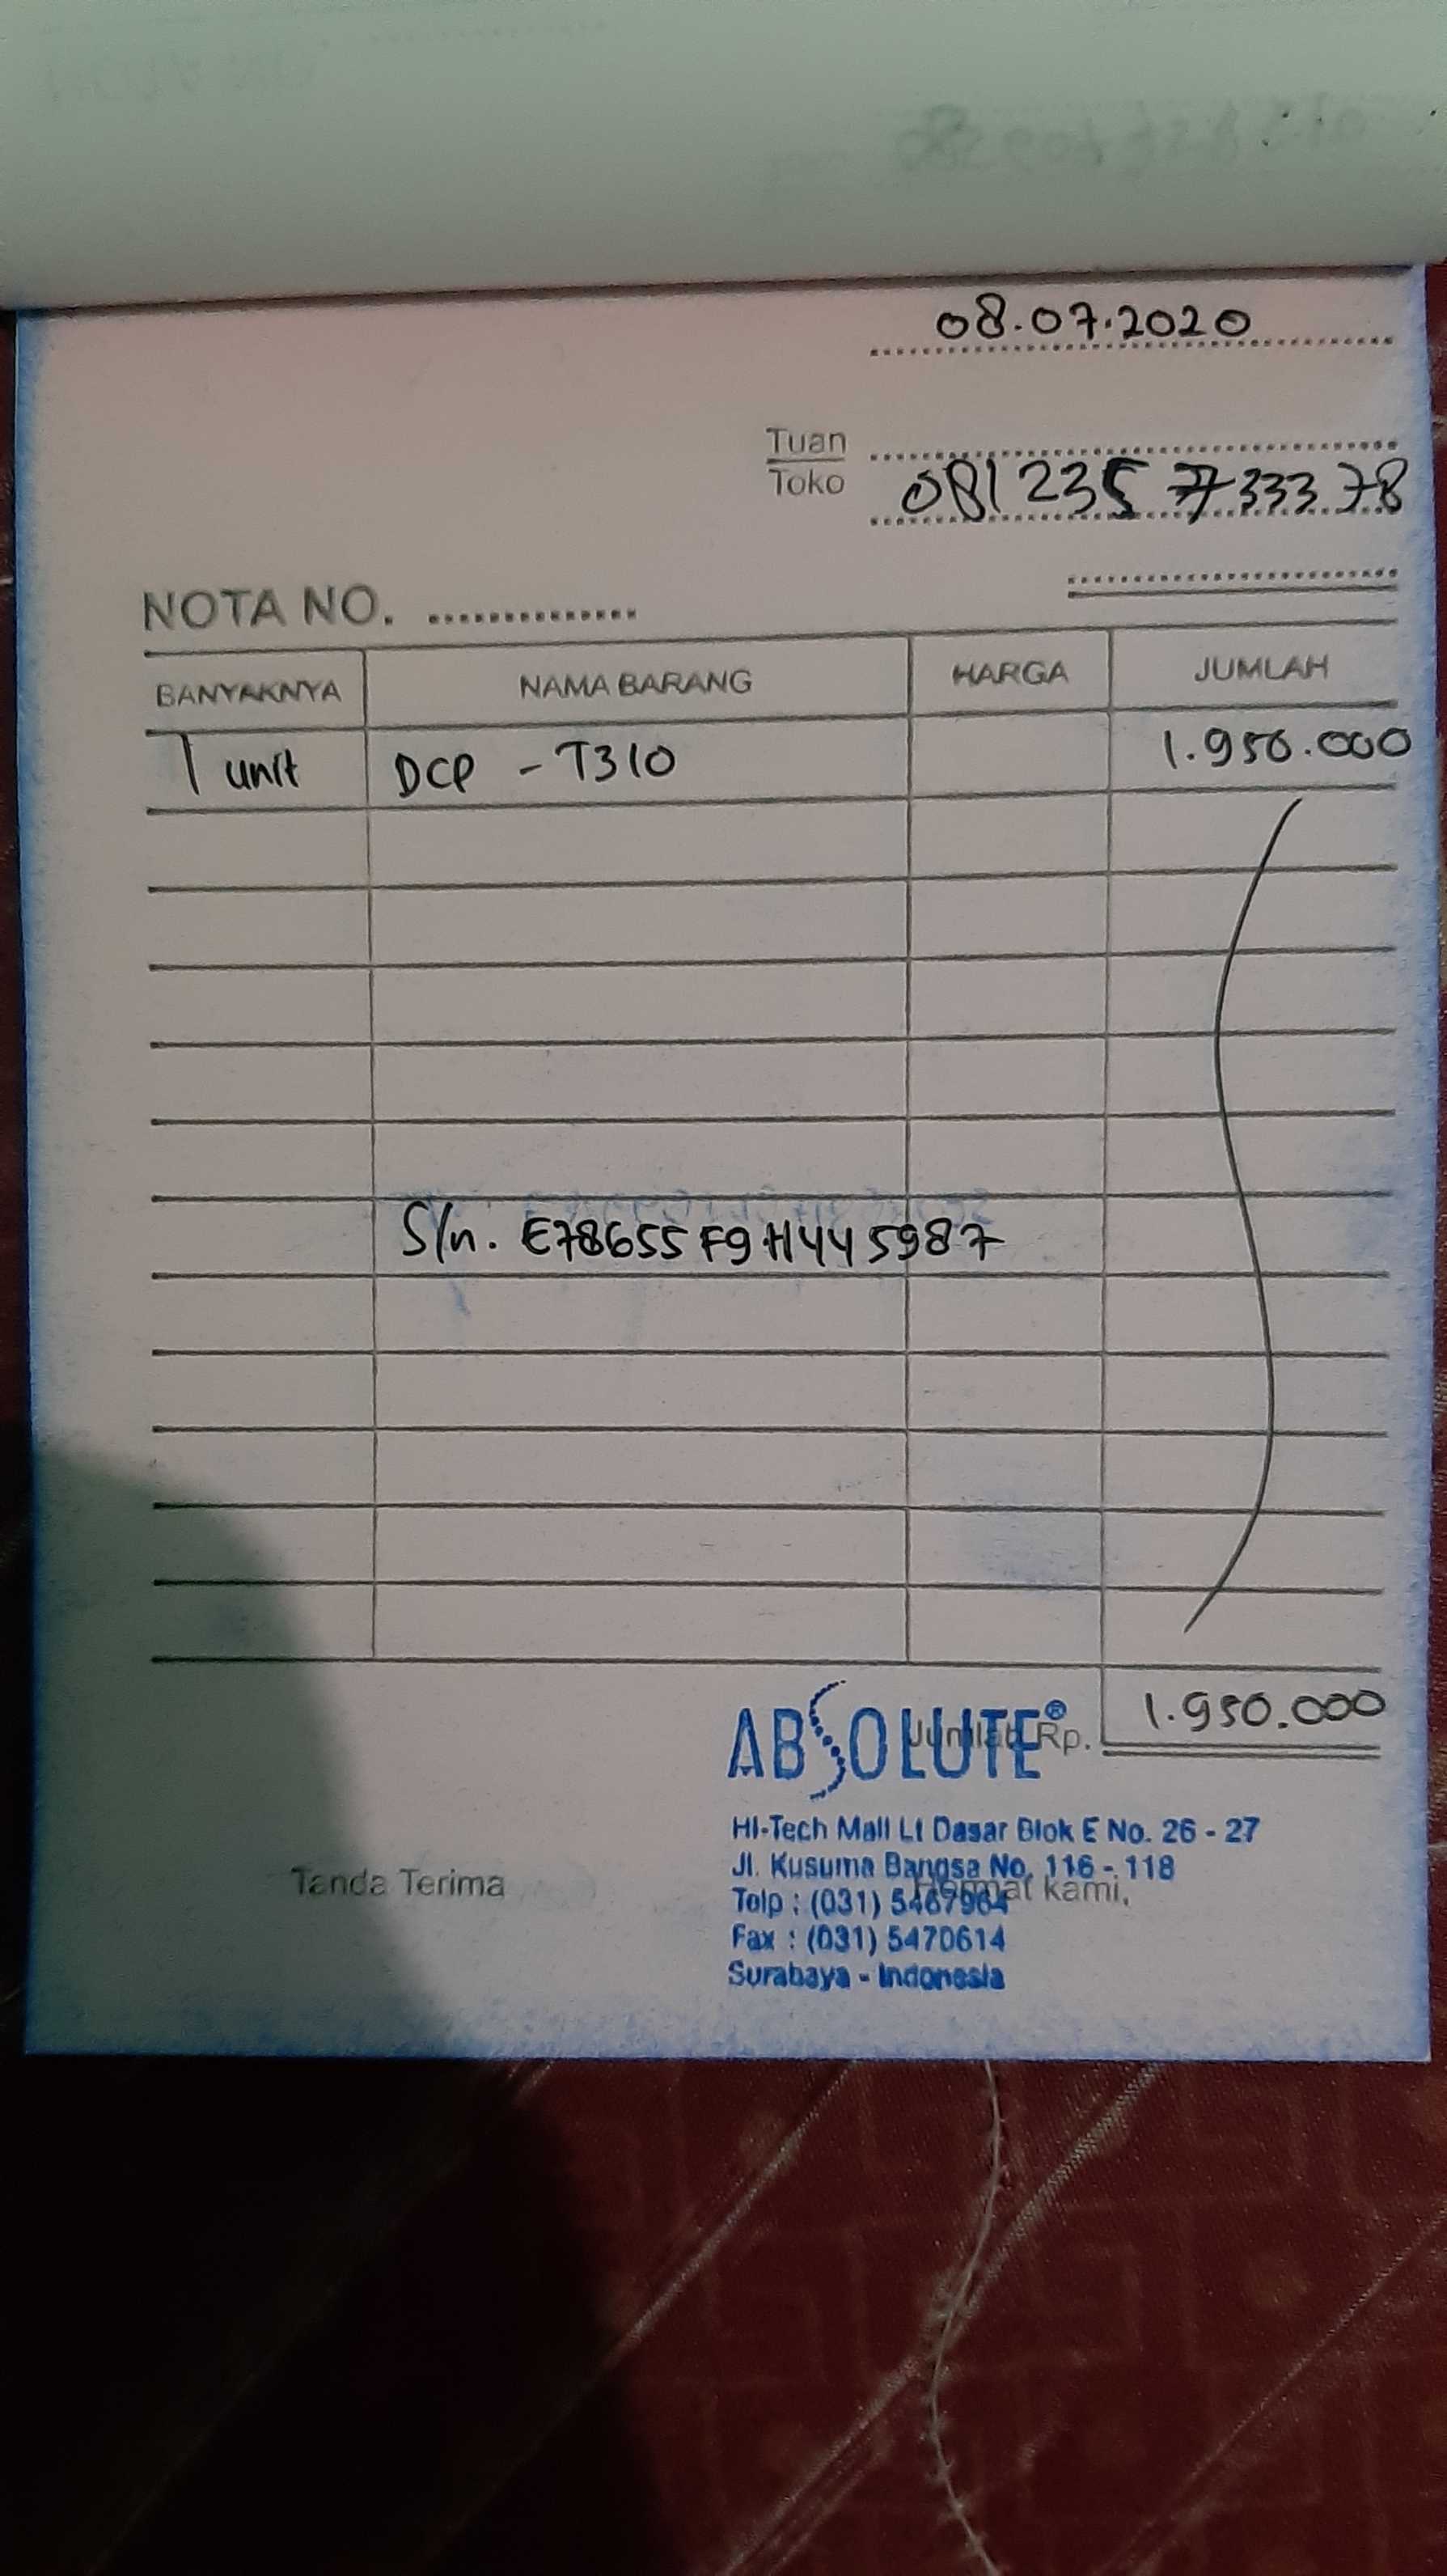 08.07.2020
Tuan
Toko
NOTA NO.
BANYAKNYA NAMA BARANG HARGA JUMLAH
1 unit DCP - T310 1.950.000
S/n. E78655F9H445987
Jumlah Rp. 1.950.000
ABSOLUTE®
Hi-Tech Mall Lt Dasar Blok E No. 26 - 27
Jl. Kusuma Bangsa No. 116 - 118
Tanda Terima
Hormat kami,
Telp : (031) 5467964
Fax : (031) 5470614
Surabaya - Indonesia